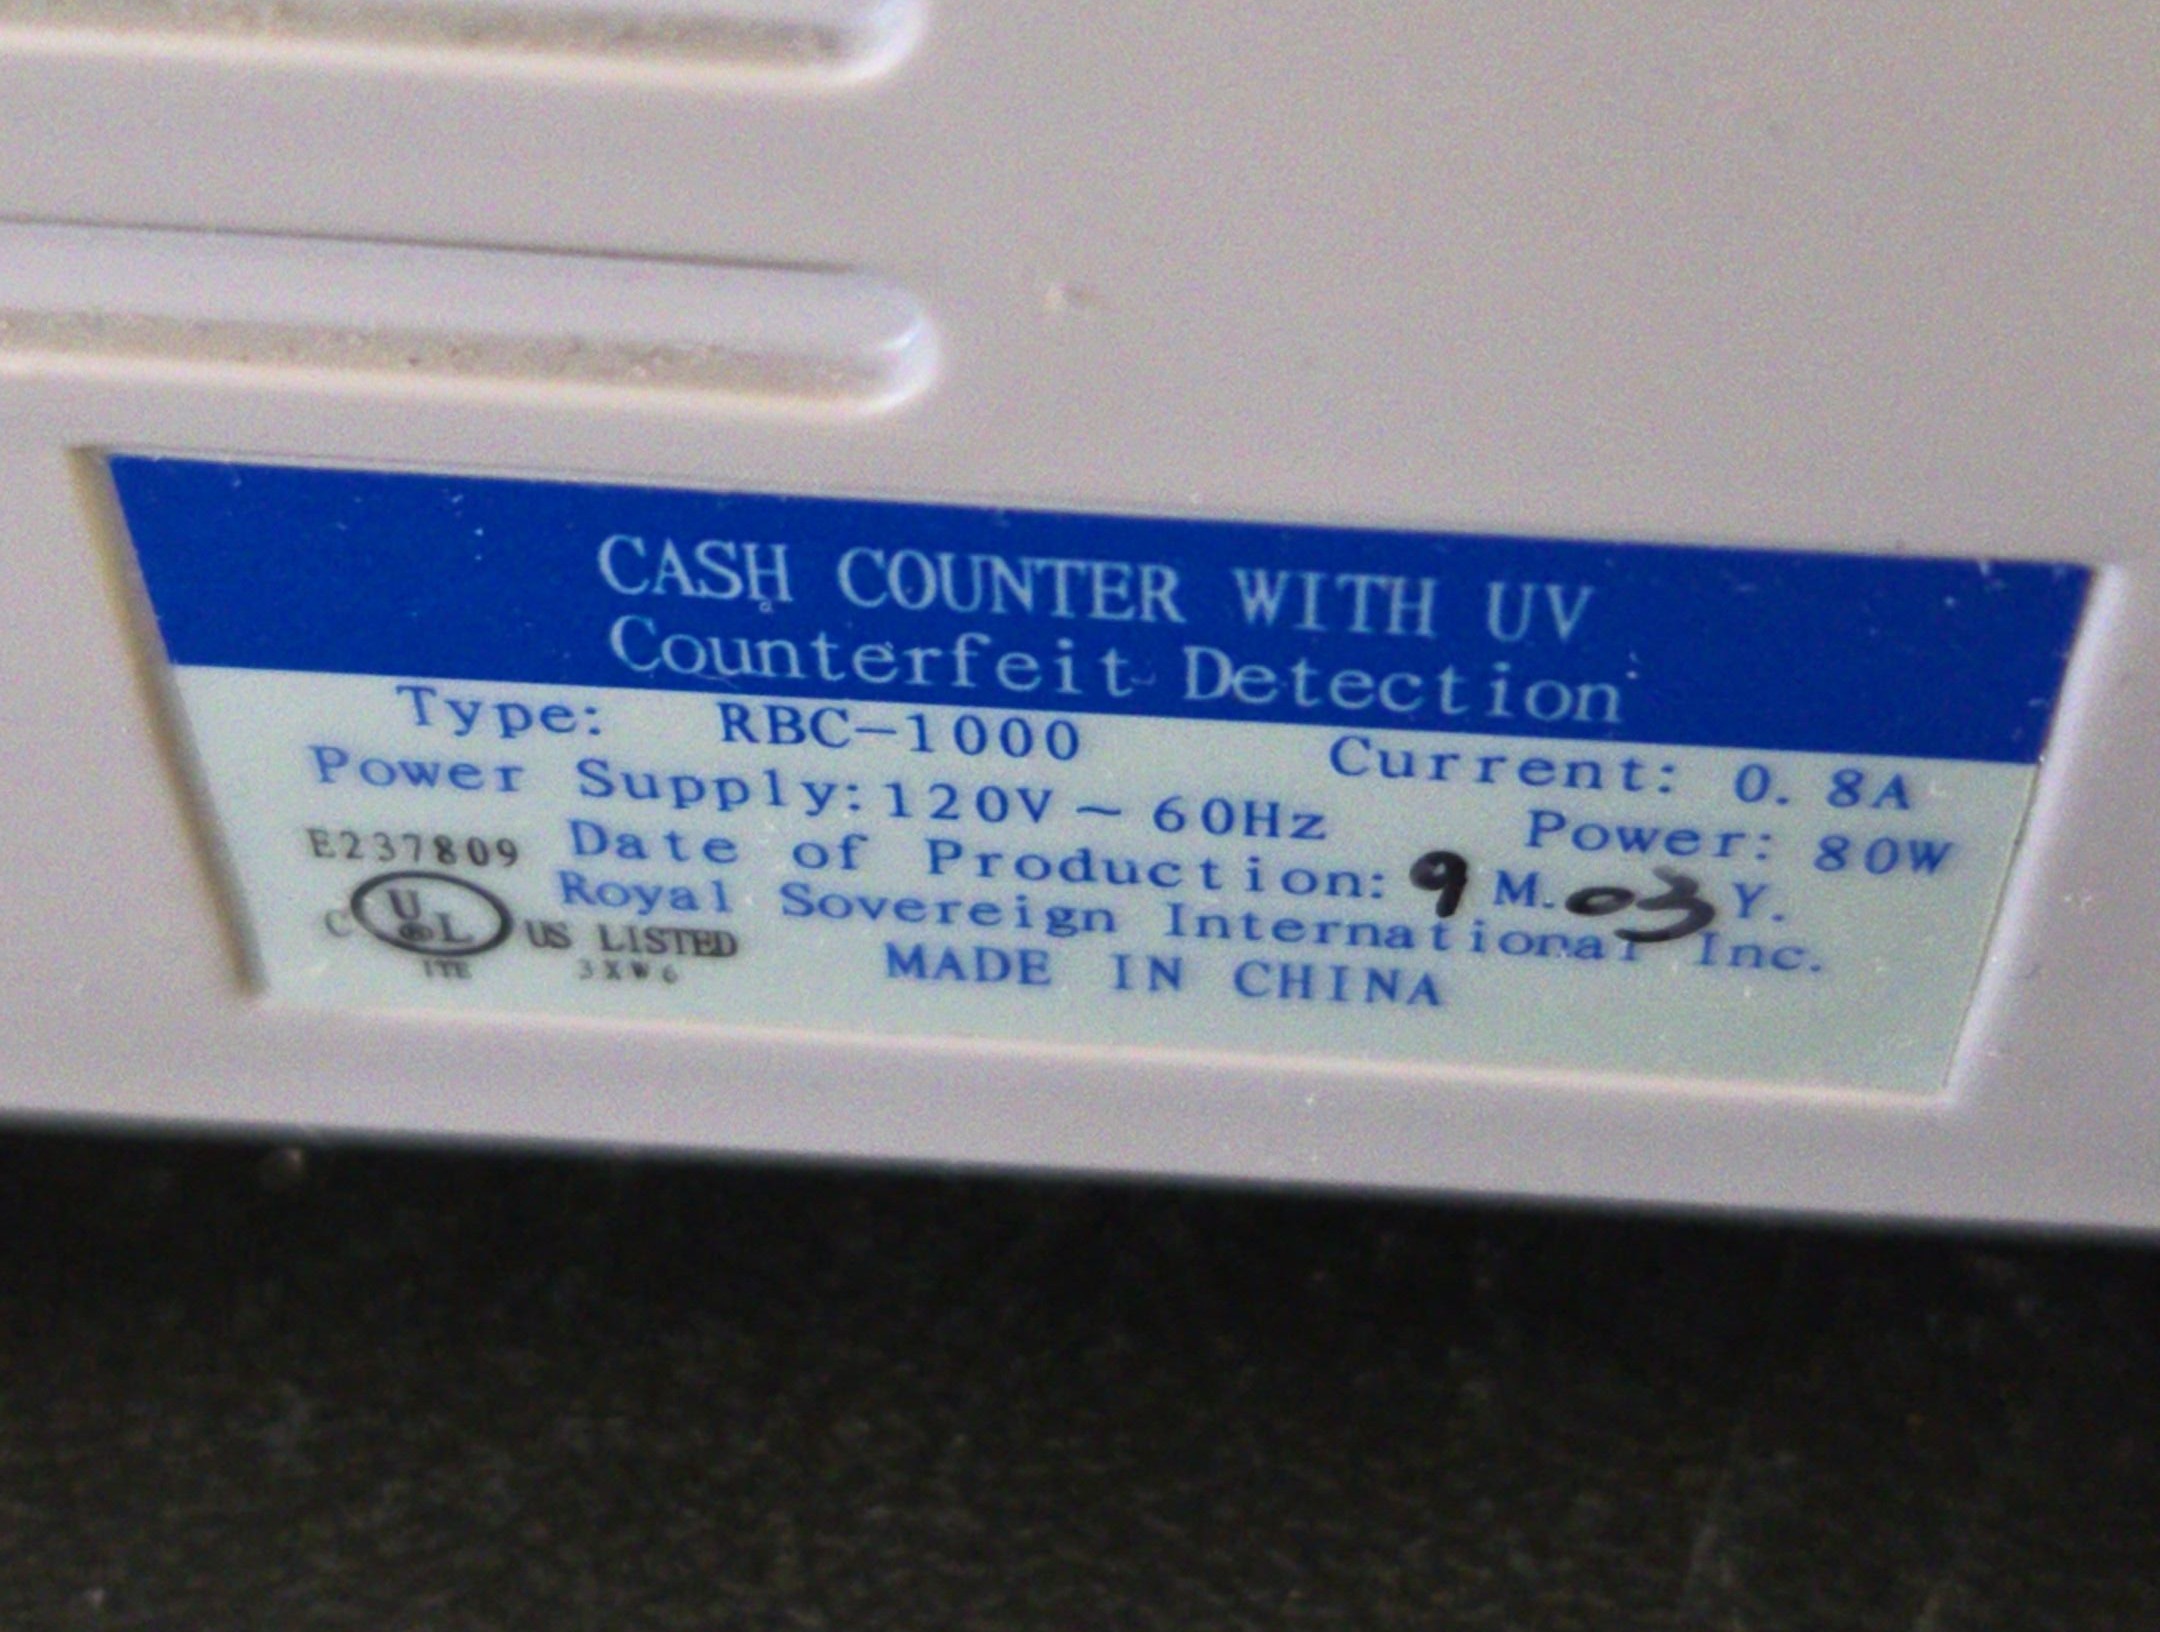 CASH COUNTER WITH UV
Counterfeit Detection
Type: RBC-1000 Current: 0.8A
Power Supply: 120V ~ 60Hz Power: 80W
E237809 Date of Production: 9 M. 03 Y.
Royal Sovereign International Inc.
C UL US LISTED
MADE IN CHINA
ITE 3XW6